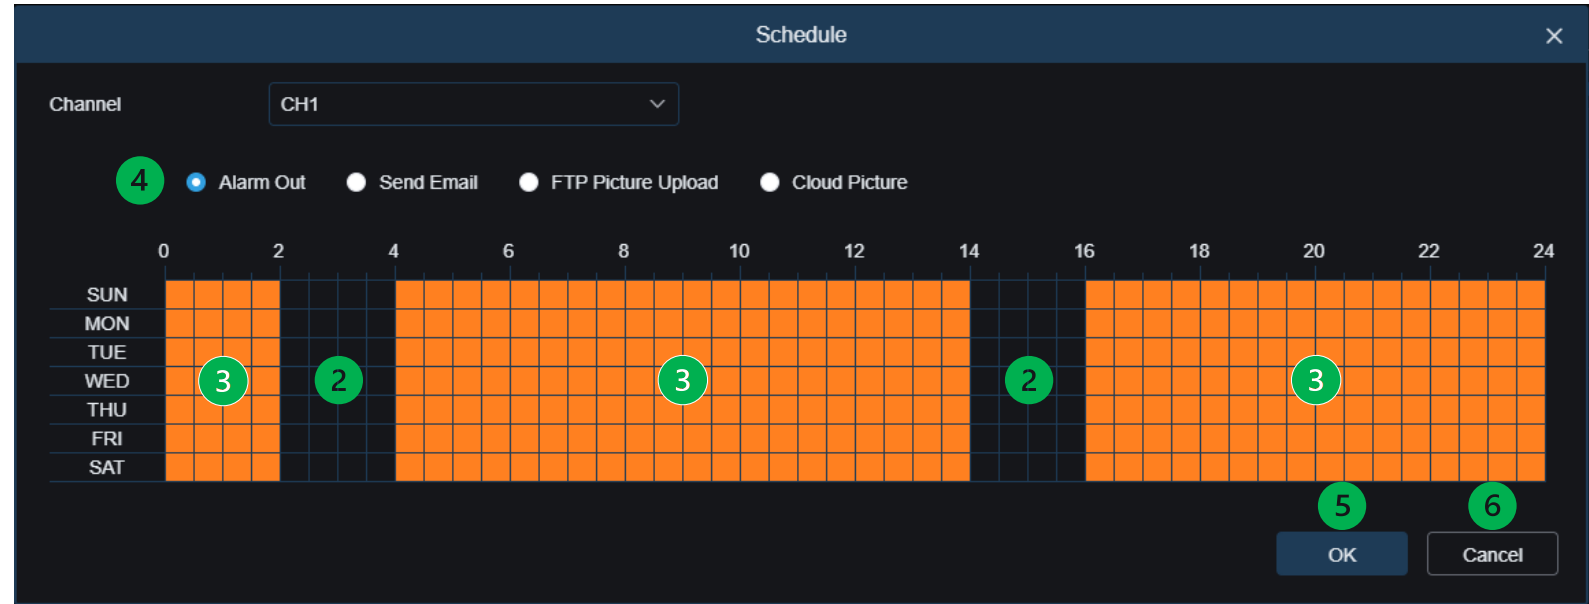 Schedule
Channel CH1
4 Alarm Out Send Email FTP Picture Upload Cloud Picture
0 2 4 6 8 10 12 14 16 18 20 22 24
SUN
MON
TUE
WED 3 2 3 2 3
THU
FRI
SAT
5 6
OK Cancel